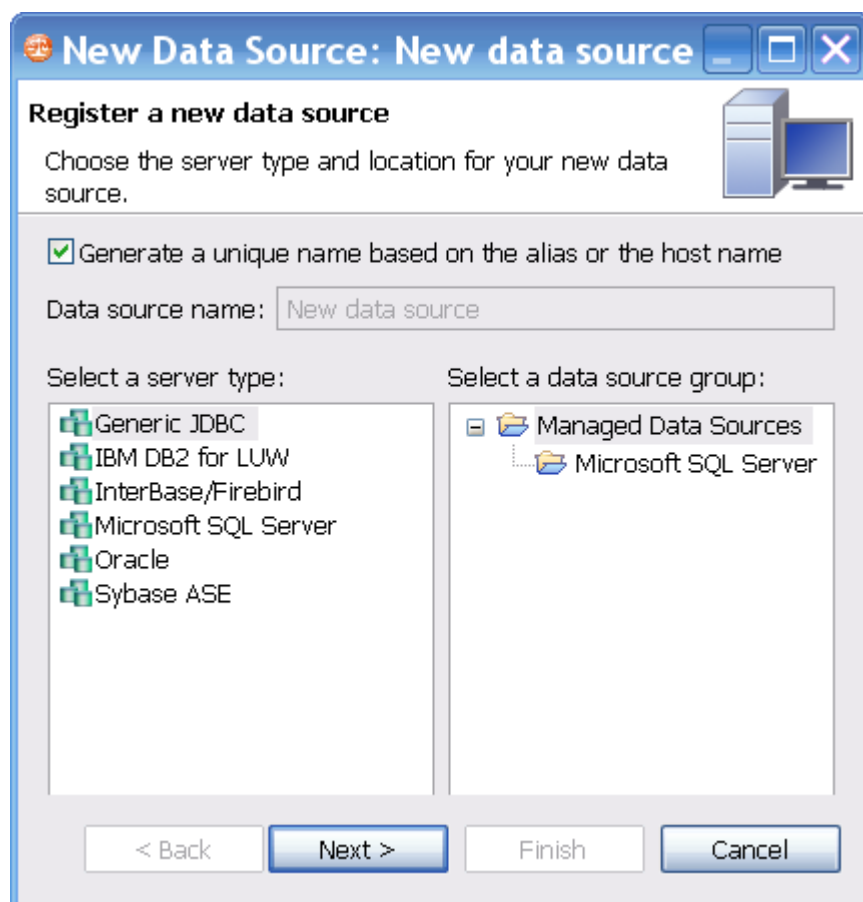 New Data Source: New data source
Register a new data source
Choose the server type and location for your new data
source.
Generate a unique name based on the alias or the host name
Data source name: New data source
Select a server type:
Generic JDBC
IBM DB2 for LUW
InterBase/Firebird
Microsoft SQL Server
Oracle
Sybase ASE
Select a data source group:
Managed Data Sources
Microsoft SQL Server
< Back Next > Finish Cancel